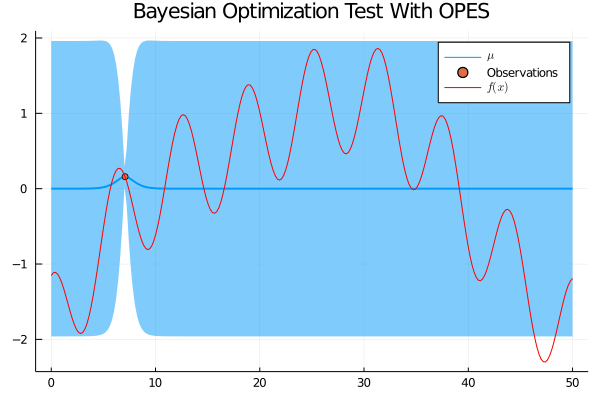 Bayesian Optimization Test With OPES
μ
Observations
f(x)
2
1
0
−1
−2
0
10
20
30
40
50